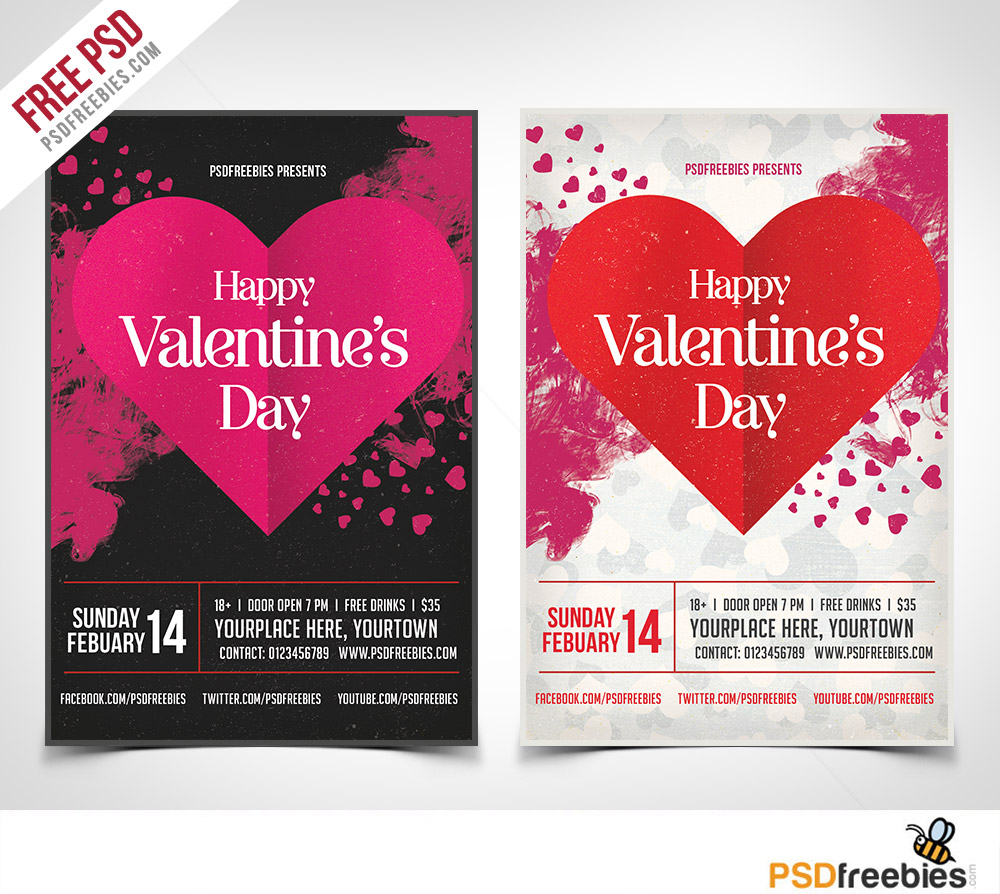 FREE PSD
PSDFREEBIES.COM
PSDFREEBIES PRESENTS
Happy
Valentine's
Day
SUNDAY
FEBUARY 14
18+ | DOOR OPEN 7 PM | FREE DRINKS | $35
YOURPLACE HERE, YOURTOWN
CONTACT: 0123456789 WWW.PSDFREEBIES.COM
FACEBOOK.COM/PSDFREEBIES TWITTER.COM/PSDFREEBIES YOUTUBE.COM/PSDFREEBIES
PSDFREEBIES PRESENTS
Happy
Valentine's
Day
SUNDAY
FEBUARY 14
18+ | DOOR OPEN 7 PM | FREE DRINKS | $35
YOURPLACE HERE, YOURTOWN
CONTACT: 0123456789 WWW.PSDFREEBIES.COM
FACEBOOK.COM/PSDFREEBIES TWITTER.COM/PSDFREEBIES YOUTUBE.COM/PSDFREEBIES
PSDfreebies.com